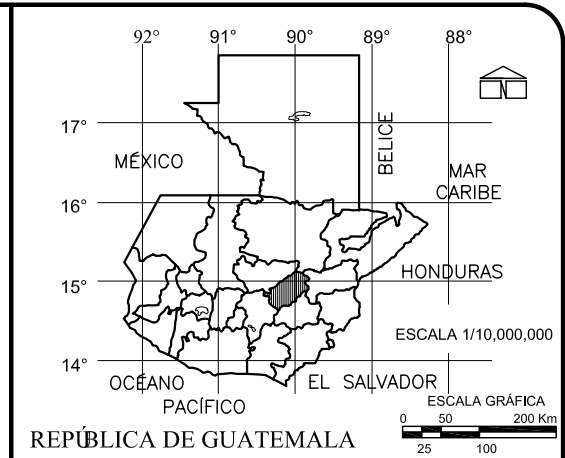 92° 91° 90° 89° 88°
17°
BELICE
MÉXICO
MAR
CARIBE
16°
HONDURAS
15°
ESCALA 1/10,000,000
14°
OCÉANO
PACÍFICO
EL SALVADOR
ESCALA GRÁFICA
0 50 200 Km
25 100
REPÚBLICA DE GUATEMALA
N